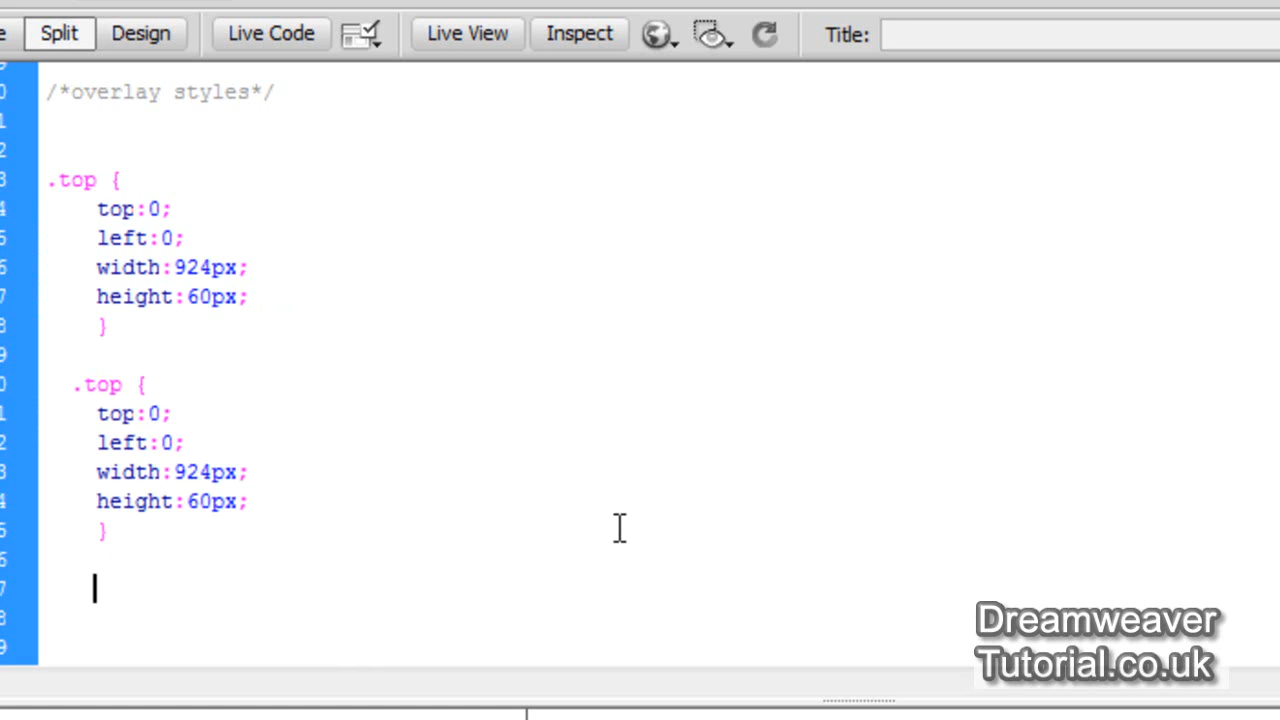 Split Design Live Code Live View Inspect Title:
/*overlay styles*/
.top {
top:0;
left:0;
width:924px;
height:60px;
}
.top {
top:0;
left:0;
width:924px;
height:60px;
}
Dreamweaver
Tutorial.co.uk